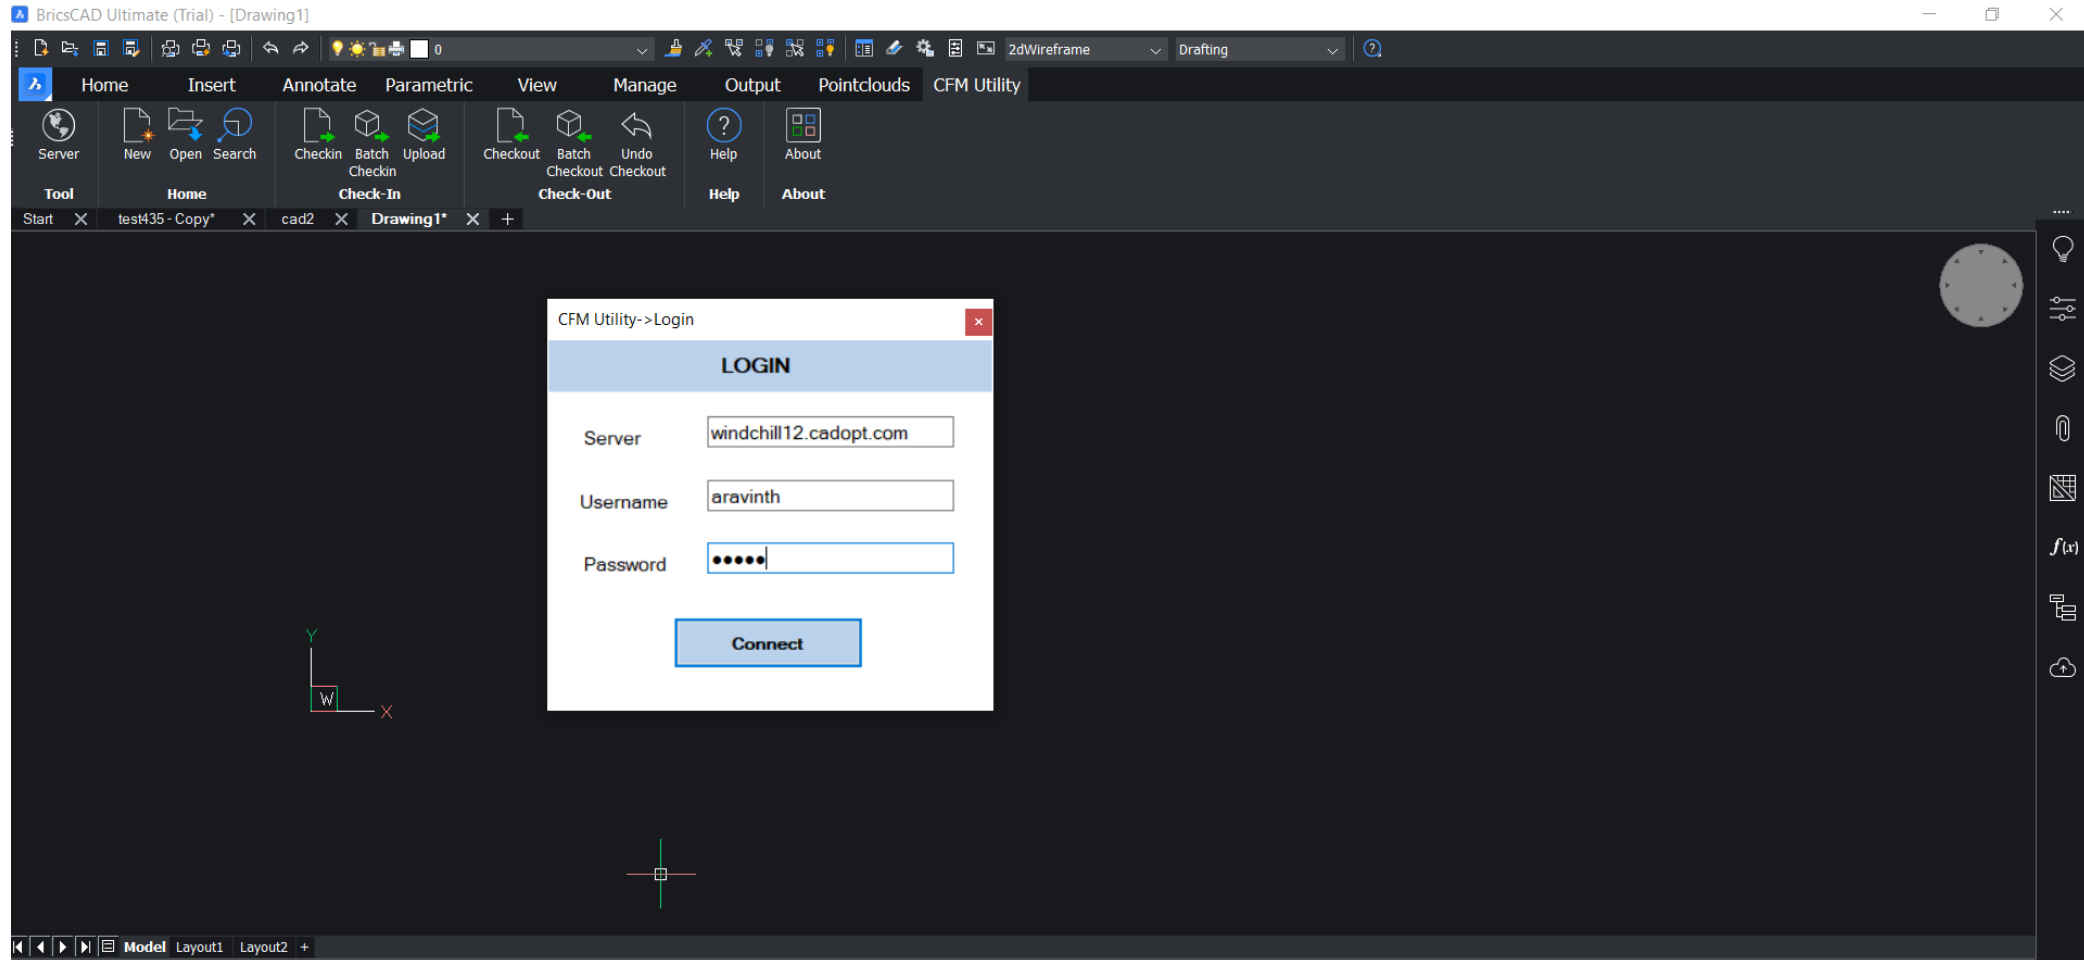 BricsCAD Ultimate (Trial) - [Drawing1]
0 2dWireframe Drafting
Home Insert Annotate Parametric View Manage Output Pointclouds CFM Utility
Server New Open Search Checkin Batch Checkin Upload Checkout Batch Checkout Undo Checkout Help About
Tool Home Check-In Check-Out Help About
Start test435 - Copy* cad2 Drawing1* +
CFM Utility->Login
LOGIN
Server windchill12.cadopt.com
Username aravinth
Password •••••
Connect
f(x)
Y
W
X
Model Layout1 Layout2 +